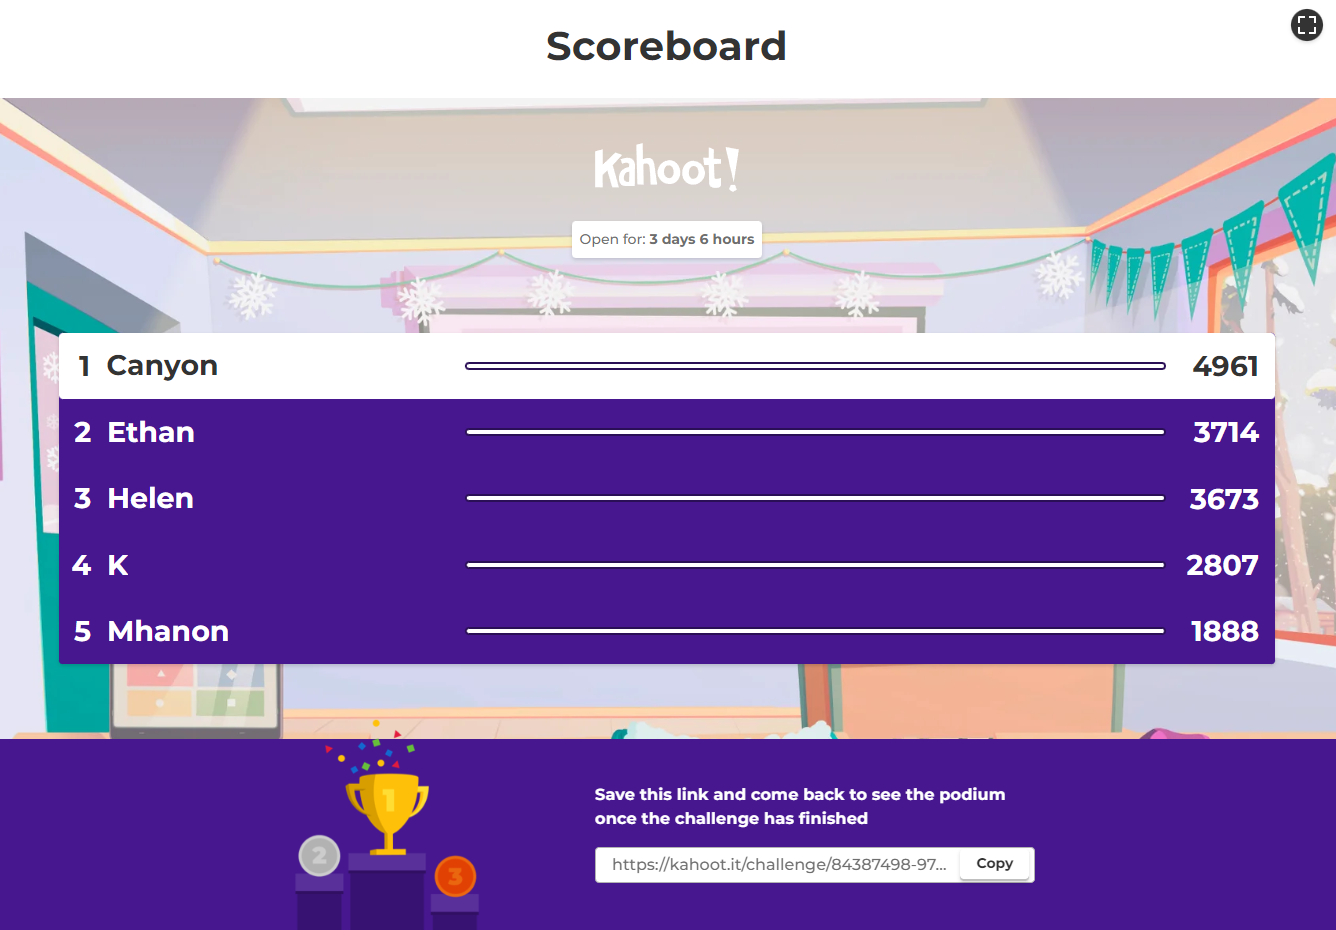 Scoreboard
Kahoot!
Open for: 3 days 6 hours
1 Canyon 4961
2 Ethan 3714
3 Helen 3673
4 K 2807
5 Mhanon 1888
1
2
3
Save this link and come back to see the podium
once the challenge has finished
https://kahoot.it/challenge/84387498-97... Copy